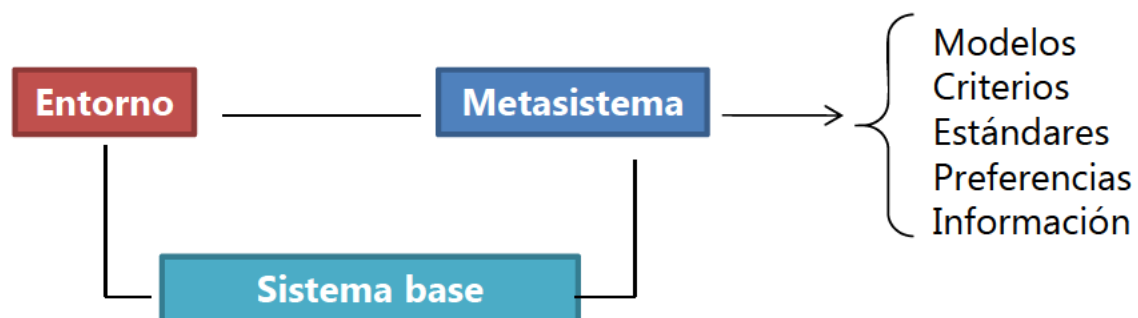 Entorno
Metasistema
Modelos
Criterios
Estándares
Preferencias
Información
Sistema base